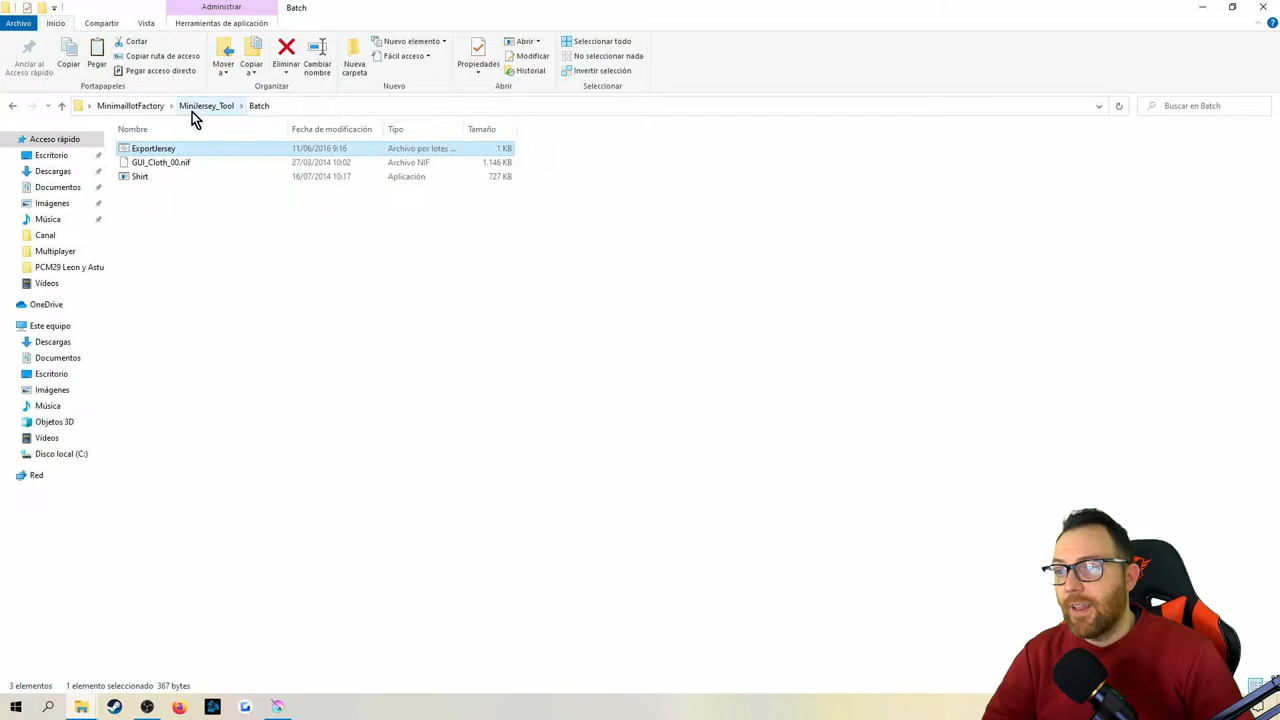 Administrar
Batch
Archivo
Inicio
Compartir
Vista
Herramientas de aplicación
Anclar al
Acceso rápido
Copiar
Pegar
Cortar
Copiar ruta de acceso
Pegar acceso directo
Portapapeles
Mover
a
Copiar
a
Eliminar
Cambiar
nombre
Organizar
Nueva
carpeta
Nuevo elemento
Fácil acceso
Nuevo
Propiedades
Abrir
Modificar
Historial
Abrir
Seleccionar todo
No seleccionar nada
Invertir selección
Seleccionar
MinimaillotFactory
MiniJersey_Tool
Batch
Buscar en Batch
Nombre
Fecha de modificación
Tipo
Tamaño
ExportJersey
11/06/2016 9:16
Archivo por lotes ...
1 KB
GUI_Cloth_00.nif
27/03/2014 10:02
Archivo NIF
1.146 KB
Shirt
16/07/2014 10:17
Aplicación
727 KB
Acceso rápido
Escritorio
Descargas
Documentos
Imágenes
Música
Canal
Multiplayer
PCM29 Leon y Astu
Vídeos
OneDrive
Este equipo
Descargas
Documentos
Escritorio
Imágenes
Música
Objetos 3D
Vídeos
Disco local (C:)
Red
3 elementos
1 elemento seleccionado 367 bytes